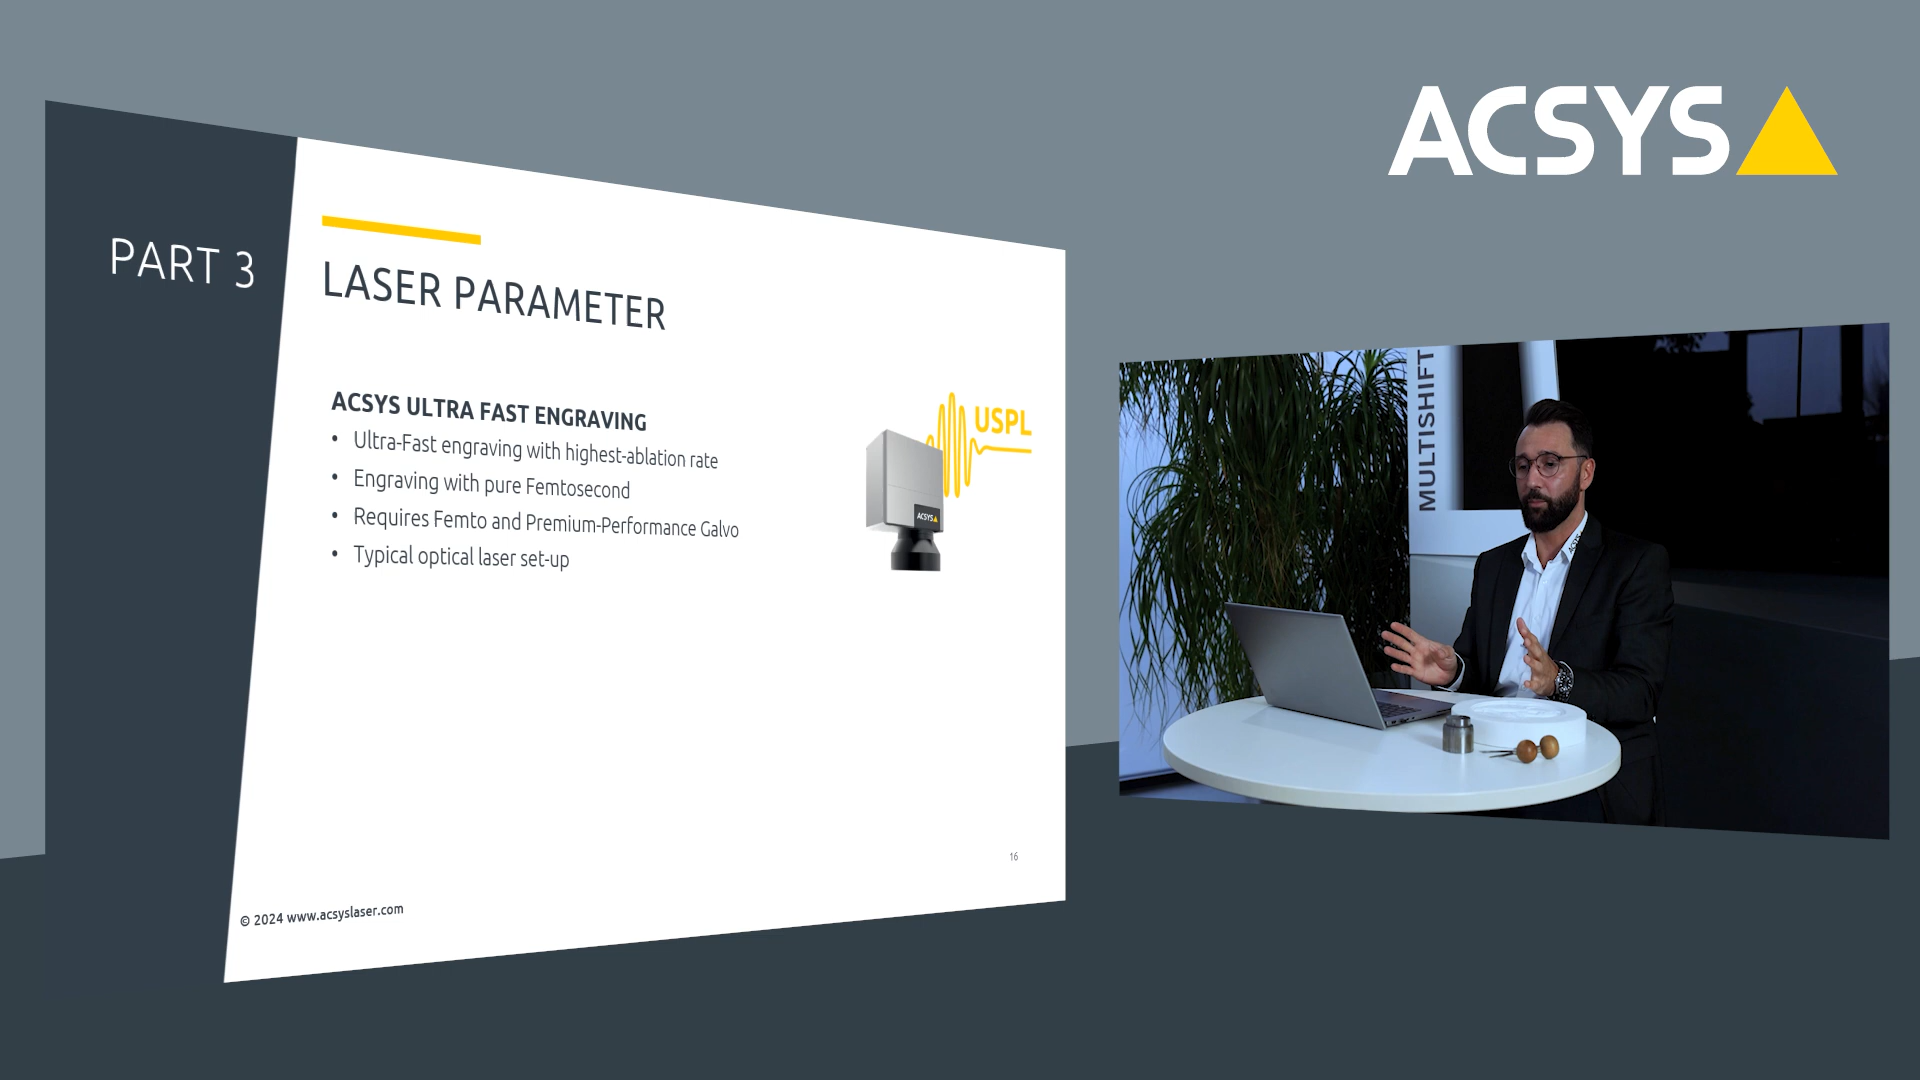 ACSYS
PART 3
LASER PARAMETER
ACSYS ULTRA FAST ENGRAVING
• Ultra-Fast engraving with highest-ablation rate
• Engraving with pure Femtosecond
• Requires Femto and Premium-Performance Galvo
• Typical optical laser set-up
USPL
ACSYS
16
© 2024 www.acsyslaser.com
MULTISHIFT
ACSYS